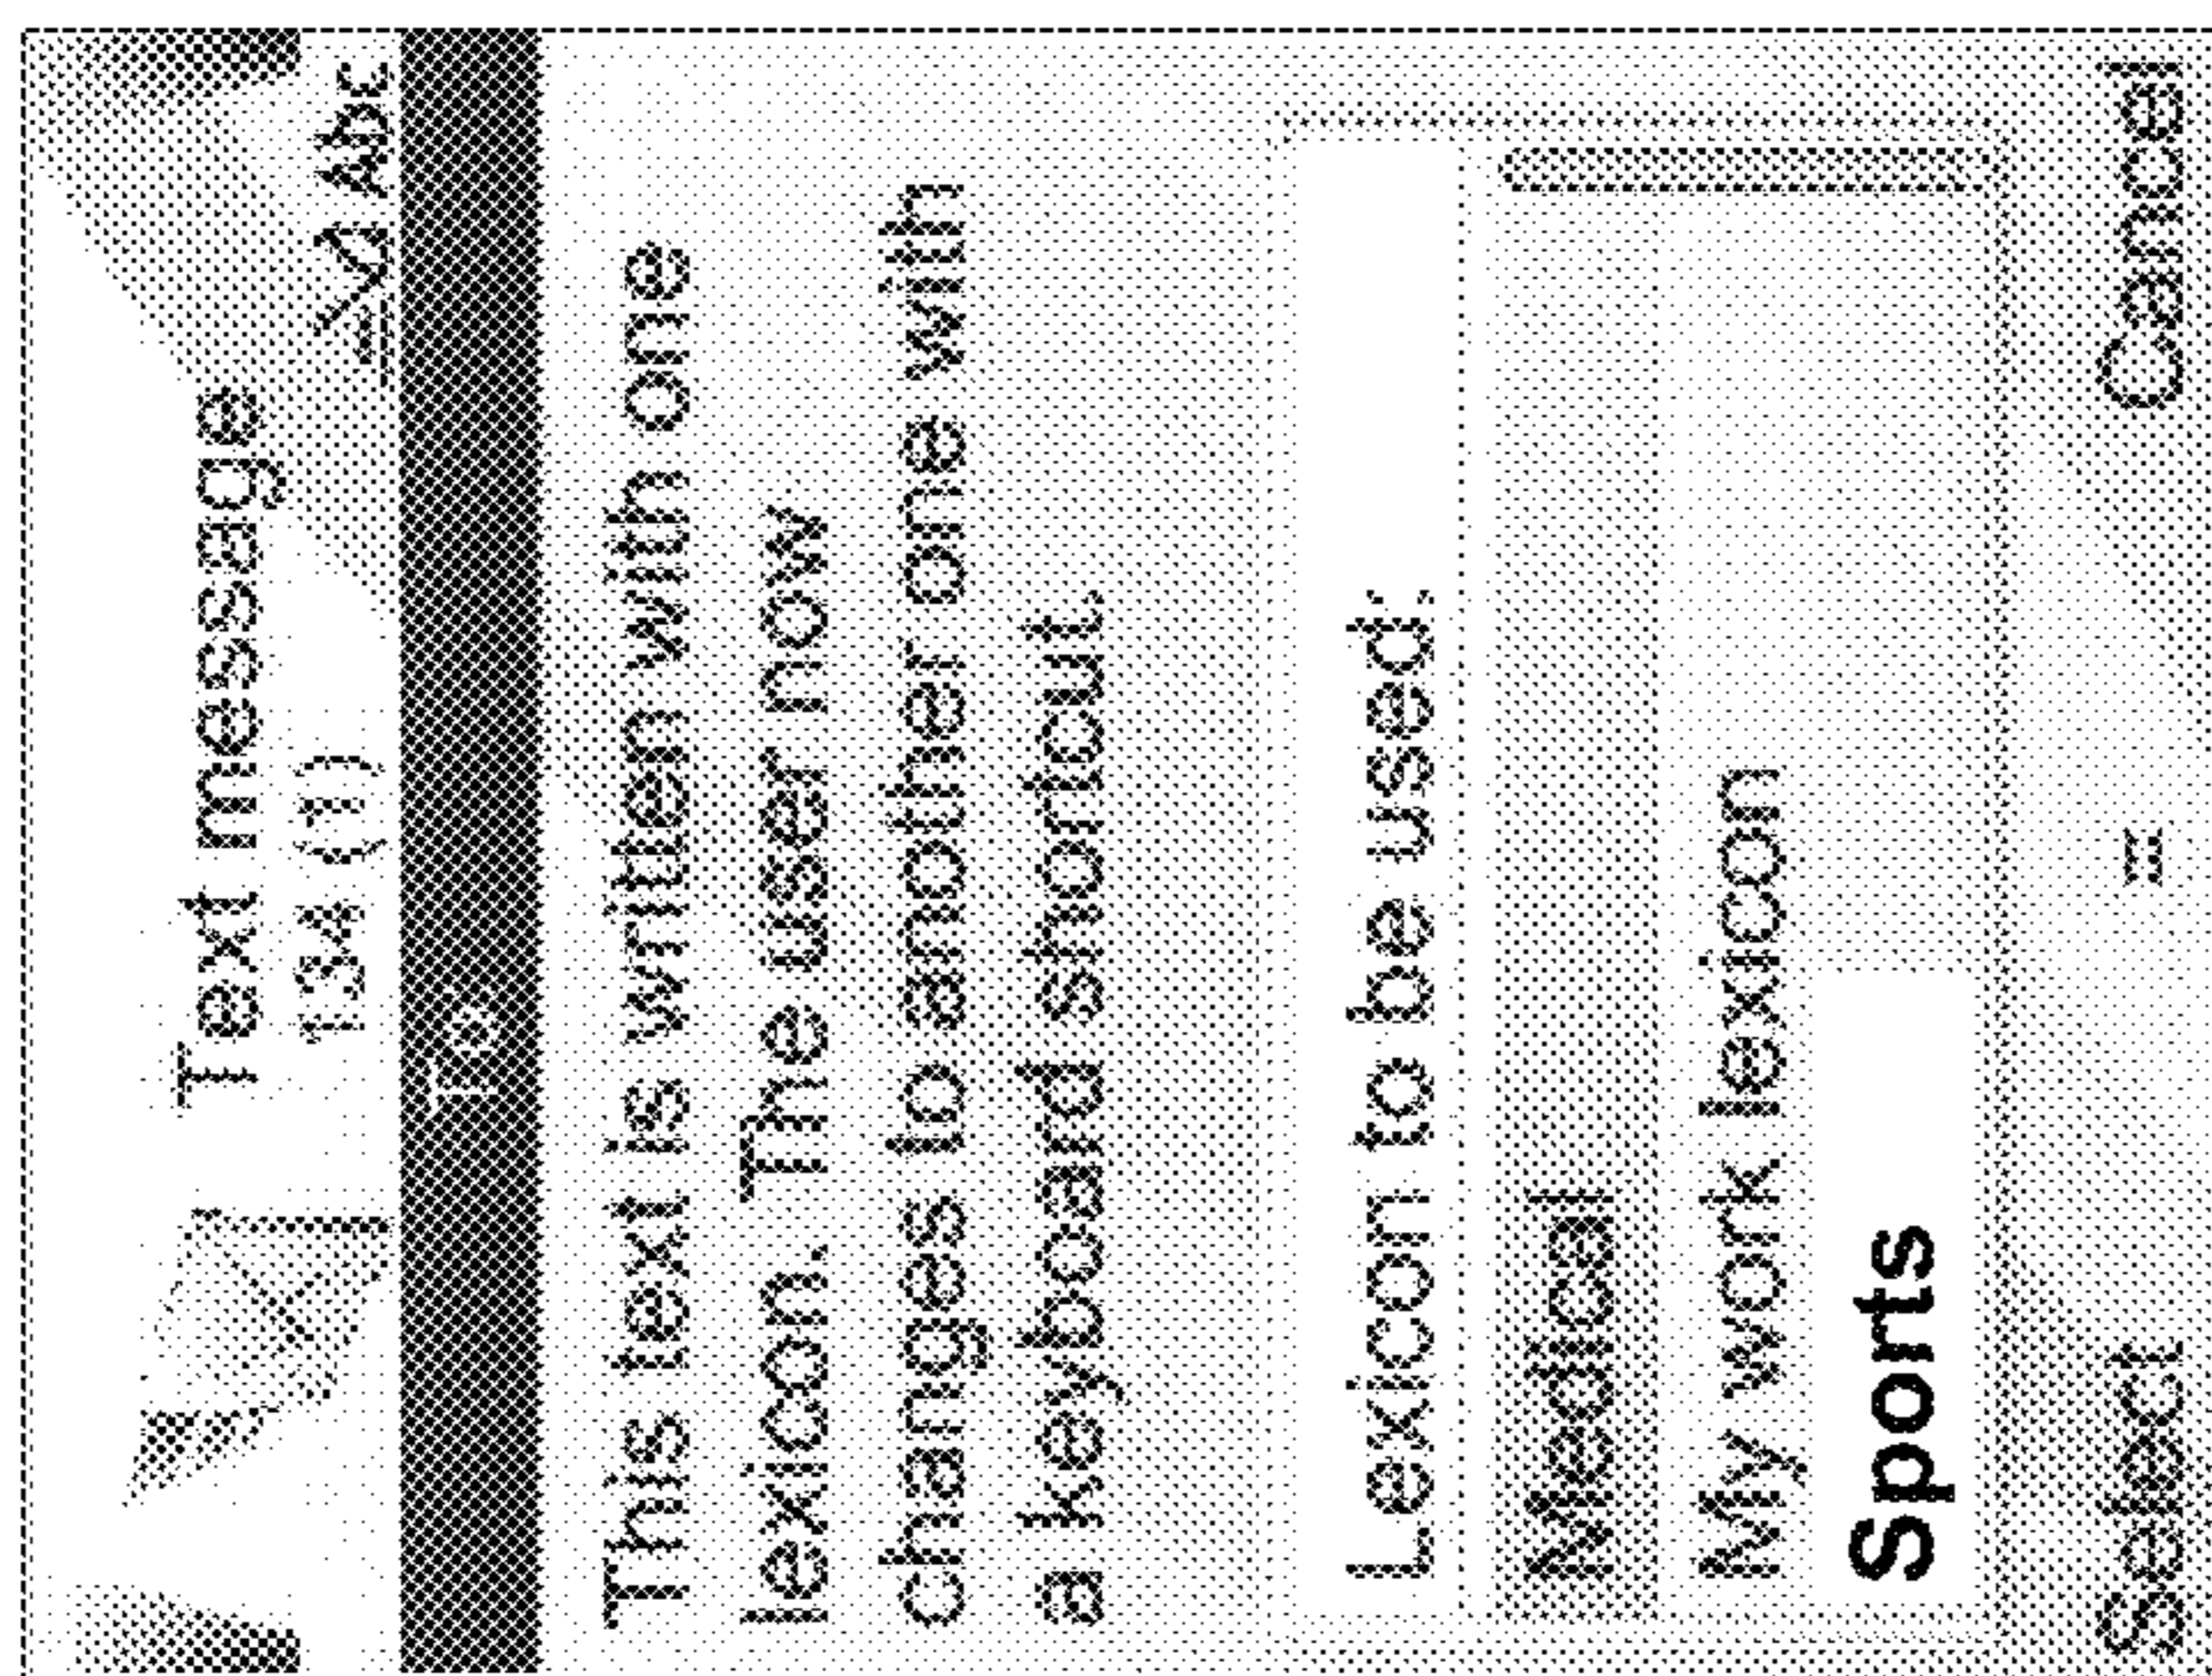 Text message
134 (1)
Abc
To
This text is written with one
lexicon. The user now
changes to another one with
a keyboard shortcut.
Lexicon to be used:
Medical
My work lexicon
Sports
Select
Cancel